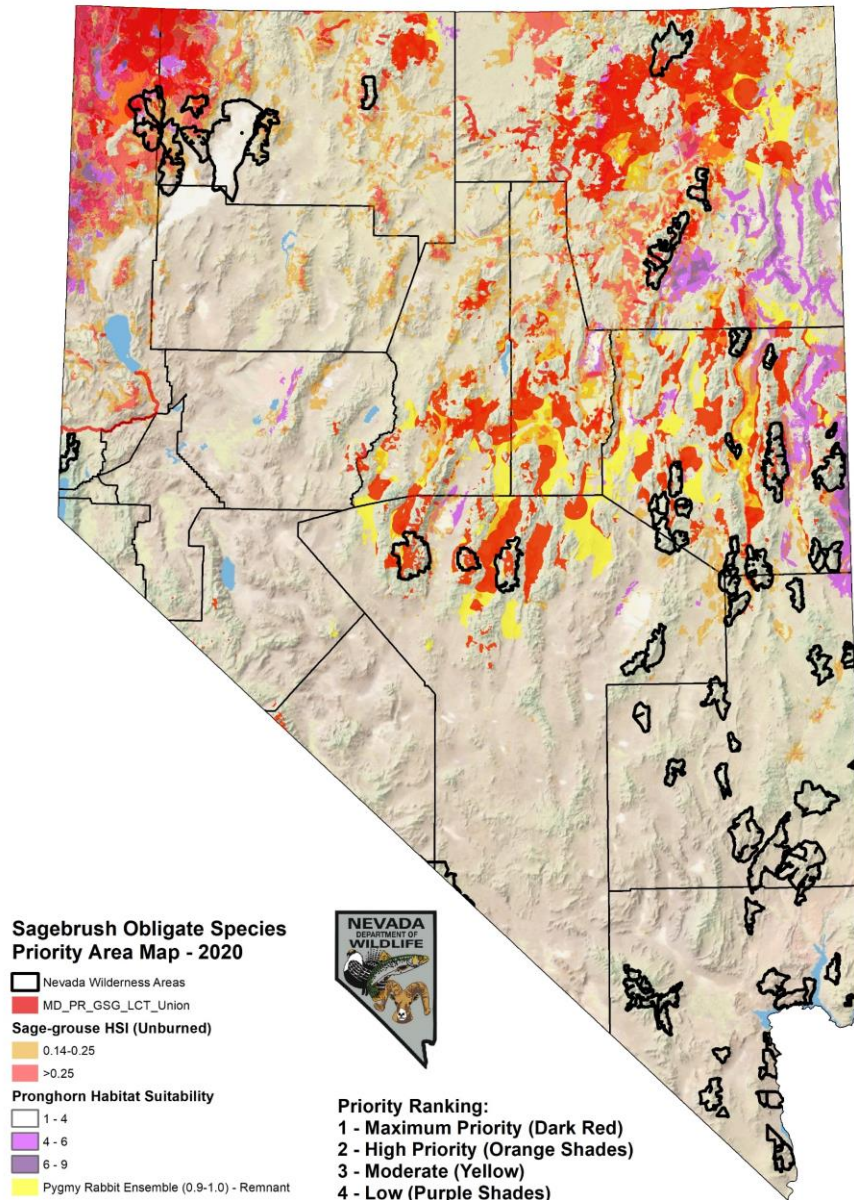 Sagebrush Obligate Species
Priority Area Map - 2020
Nevada Wilderness Areas
MD_PR_GSG_LCT_Union
Sage-grouse HSI (Unburned)
0.14-0.25
>0.25
Pronghorn Habitat Suitability
1 - 4
4 - 6
6 - 9
Pygmy Rabbit Ensemble (0.9-1.0) - Remnant
NEVADA
DEPARTMENT OF
WILDLIFE
Priority Ranking:
1 - Maximum Priority (Dark Red)
2 - High Priority (Orange Shades)
3 - Moderate (Yellow)
4 - Low (Purple Shades)